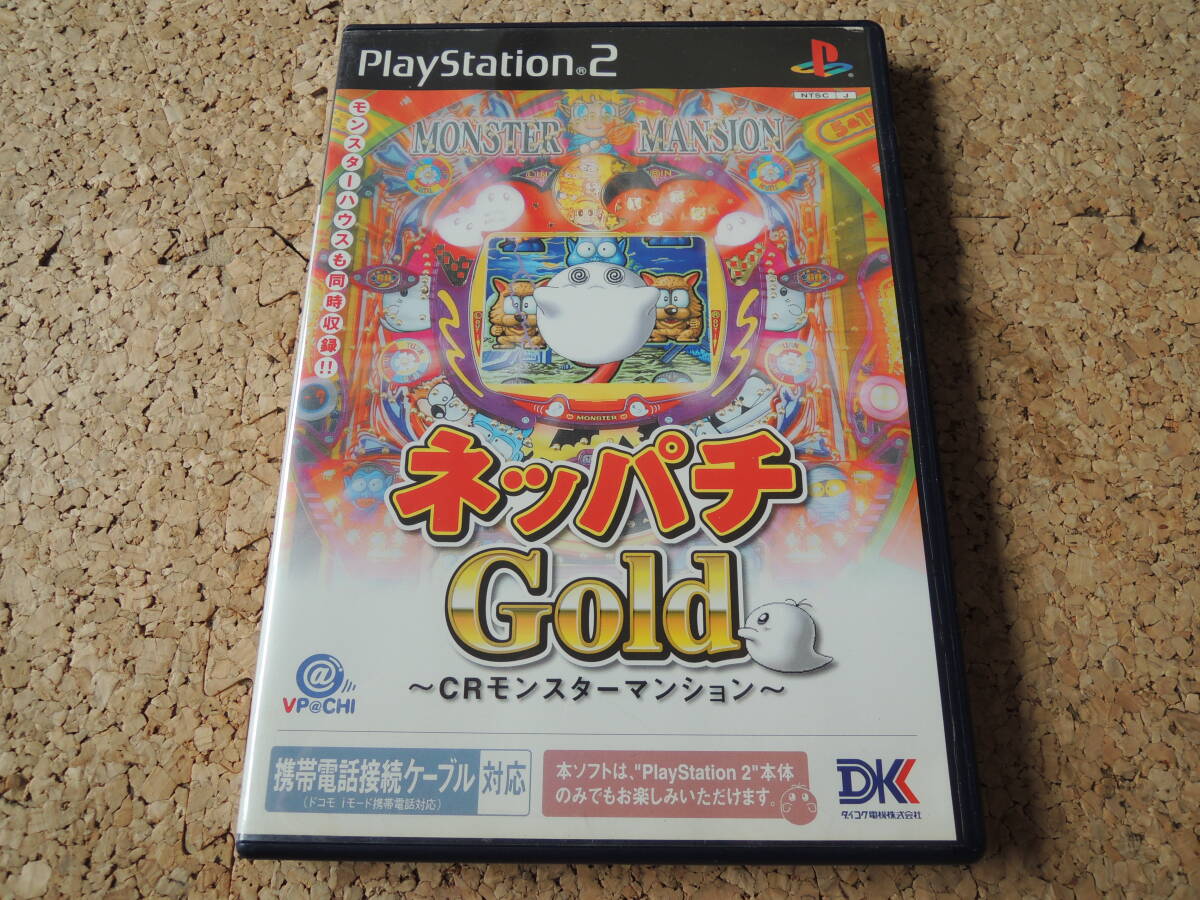 PlayStation®2
NTSC J
モンスターハウスも同時収録!!
MONSTER MANSION
MONSTER
ネッパチ
Gold
～CRモンスターマンション～
@
VP@CHI
携帯電話接続ケーブル 対応
(ドコモ iモード携帯電話対応)
本ソフトは、"PlayStation 2"本体
のみでもお楽しみいただけます。
DK
ダイコク電機株式会社